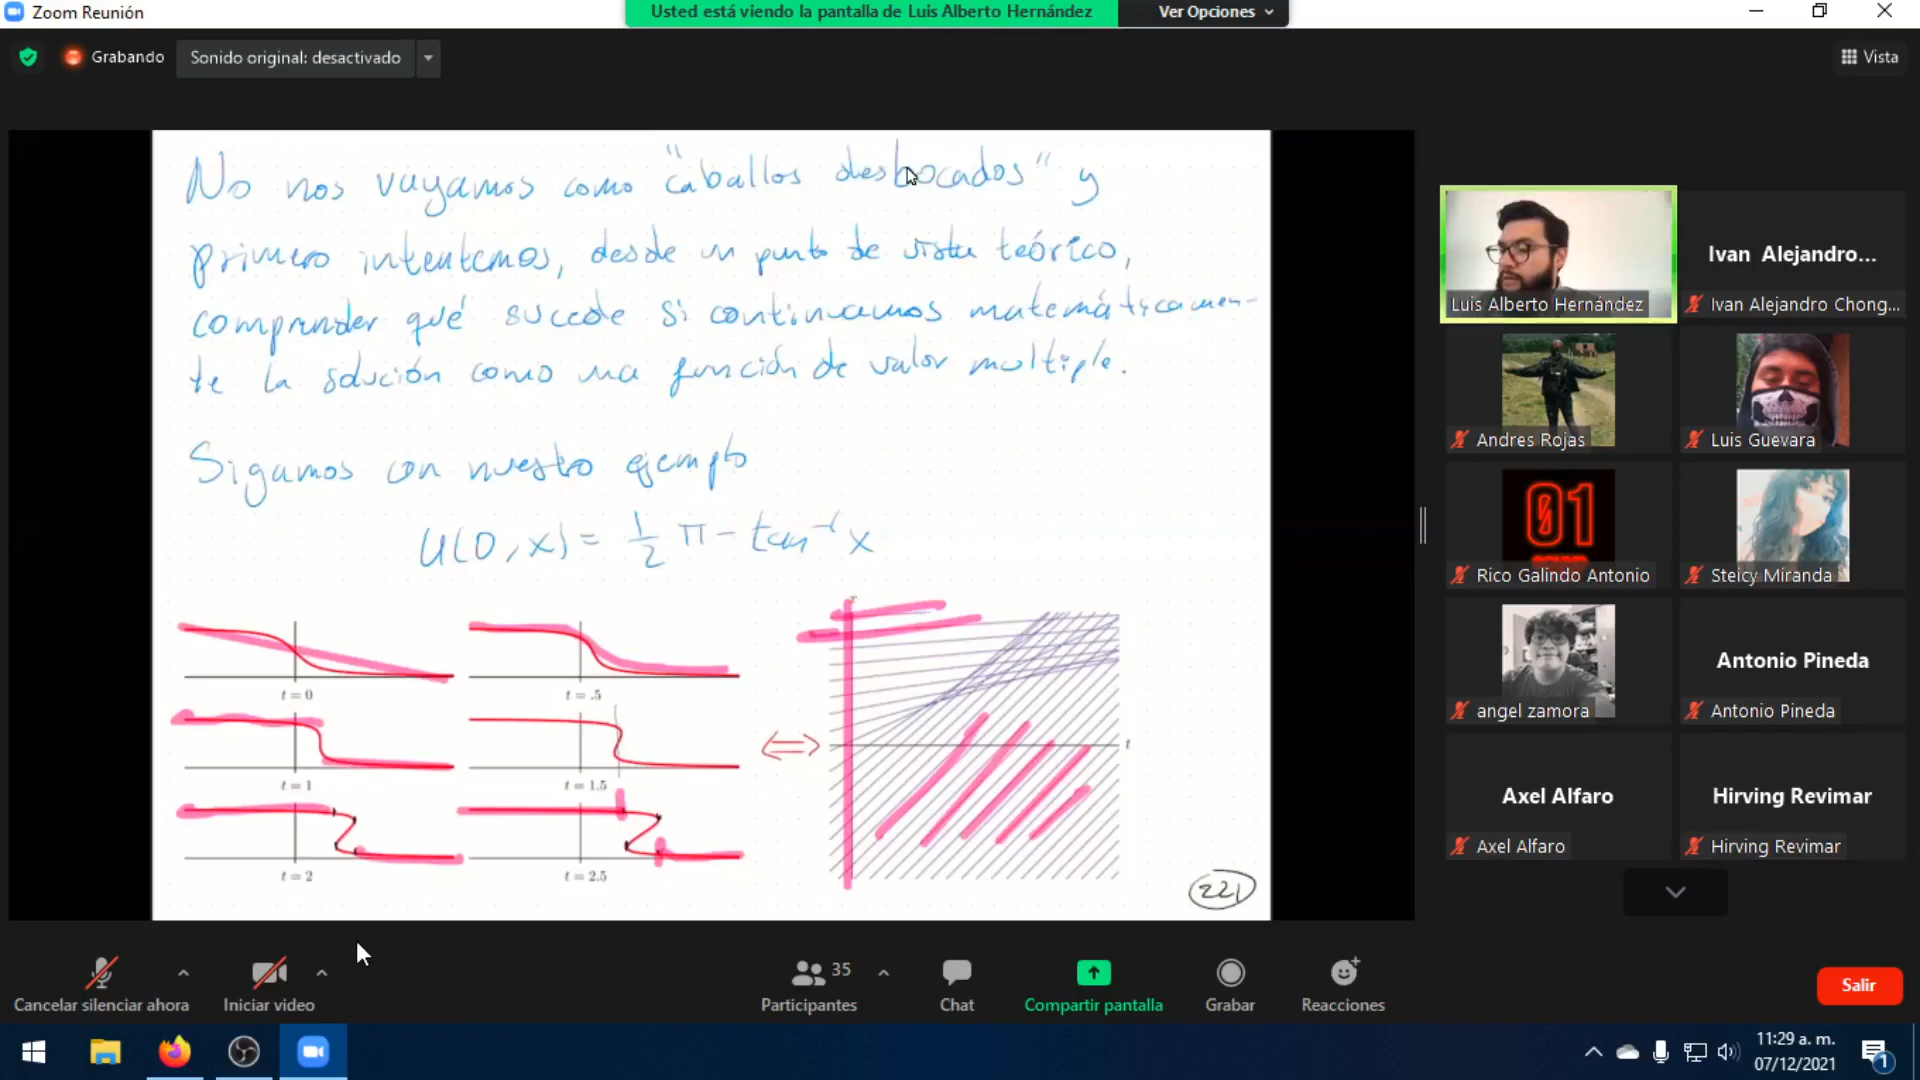 Zoom Reunión
Usted está viendo la pantalla de Luis Alberto Hernández
Ver Opciones
Grabando
Sonido original: desactivado
Vista
No nos vayamos como "caballos desbocados" y
primero intentemos, desde un punto de vista teórico,
comprender qué sucede si continuamos matemáticamen-
te la solución como una función de valor multiple.
Sigamos con nuestro ejemplo
u(0, x) = 1/2 π - tan⁻¹ x
t = 0
t = .5
t = 1
t = 1.5
t = 2
t = 2.5
x
t
221
Luis Alberto Hernández
Ivan Alejandro...
Ivan Alejandro Chong...
Andres Rojas
Luis Guevara
01
Rico Galindo Antonio
Steicy Miranda
angel zamora
Antonio Pineda
Antonio Pineda
Axel Alfaro
Axel Alfaro
Hirving Revimar
Hirving Revimar
Cancelar silenciar ahora
Iniciar video
35
Participantes
Chat
Compartir pantalla
Grabar
Reacciones
Salir
11:29 a. m.
07/12/2021
1